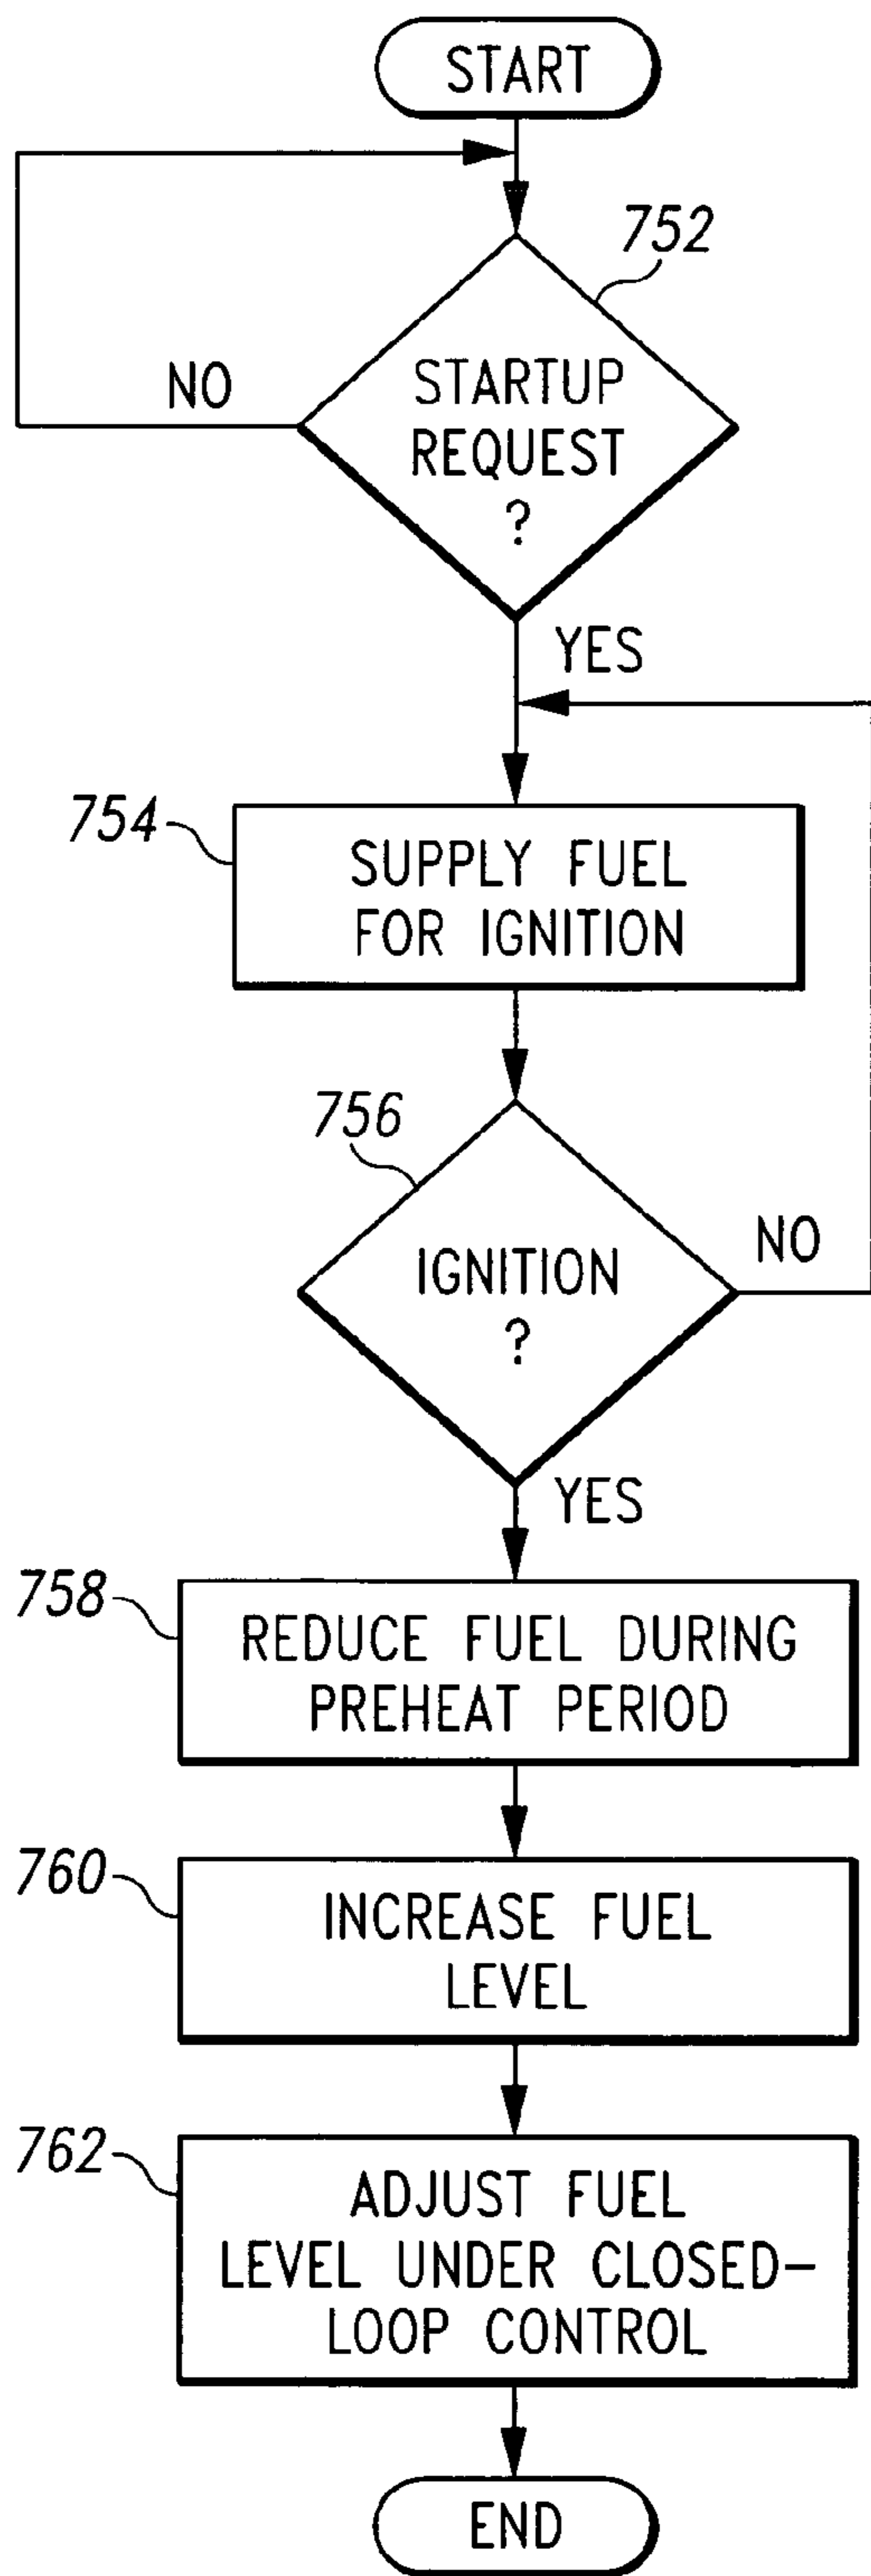 START
752
NO
STARTUP
REQUEST
?
YES
754
SUPPLY FUEL
FOR IGNITION
756
NO
IGNITION
?
YES
758
REDUCE FUEL DURING
PREHEAT PERIOD
760
INCREASE FUEL
LEVEL
762
ADJUST FUEL
LEVEL UNDER CLOSED-
LOOP CONTROL
END